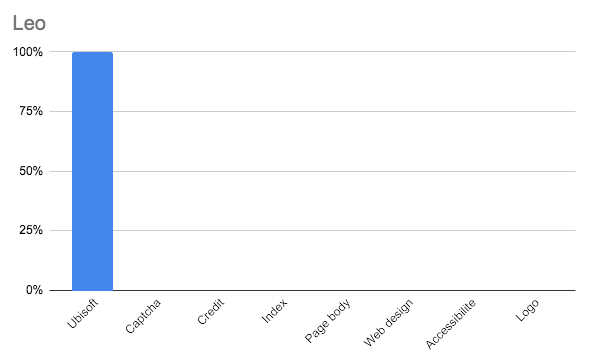 Leo
100%
75%
50%
25%
0%
Ubisoft
Captcha
Credit
Index
Page body
Web design
Accessibilite
Logo